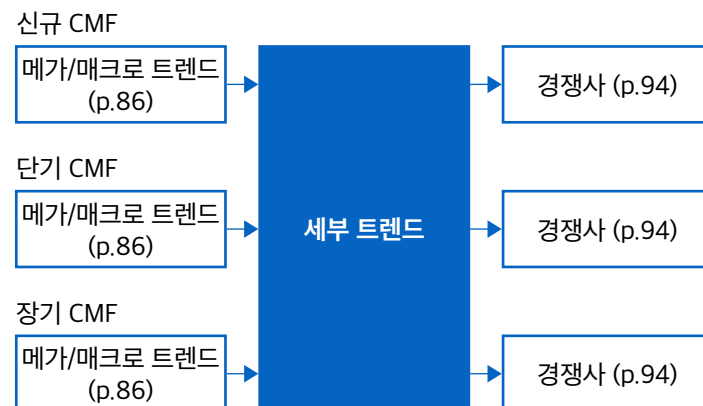 신규 CMF
메가/매크로 트렌드
(p.86)
경쟁사 (p.94)
단기 CMF
메가/매크로 트렌드
(p.86)
세부 트렌드
경쟁사 (p.94)
장기 CMF
메가/매크로 트렌드
(p.86)
경쟁사 (p.94)